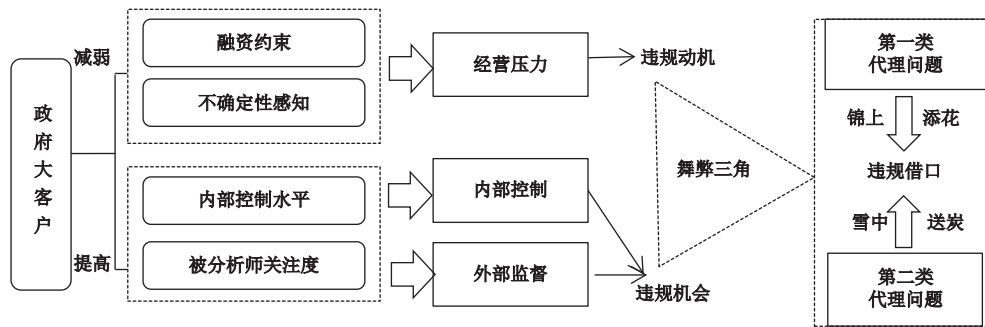 政府大客户
减弱
提高
融资约束
不确定性感知
内部控制水平
被分析师关注度
经营压力
内部控制
外部监督
违规动机
舞弊三角
违规机会
第一类
代理问题
锦上 添花
违规借口
雪中 送炭
第二类
代理问题